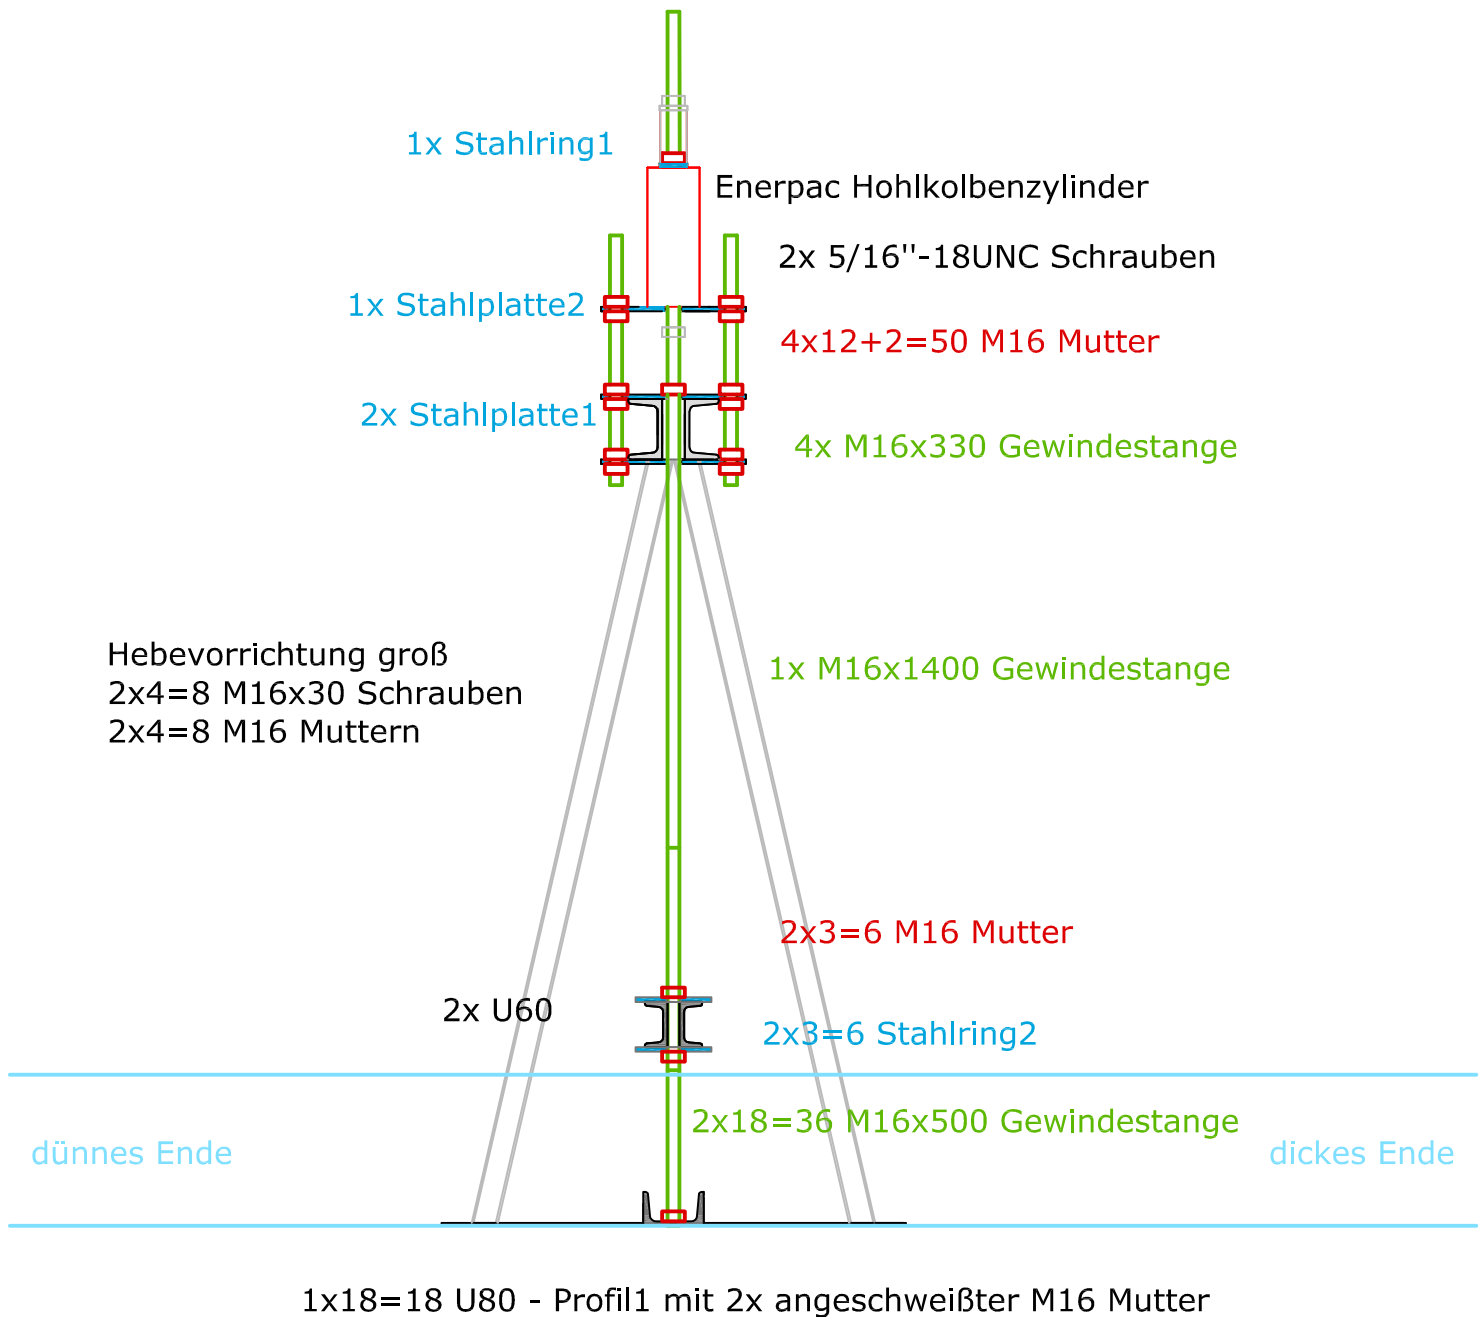 1x Stahlring1
Enerpac Hohlkolbenzylinder
2x 5/16''-18UNC Schrauben
1x Stahlplatte2
4x12+2=50 M16 Mutter
2x Stahlplatte1
4x M16x330 Gewindestange
Hebevorrichtung groß
2x4=8 M16x30 Schrauben
2x4=8 M16 Muttern
1x M16x1400 Gewindestange
2x3=6 M16 Mutter
2x U60
2x3=6 Stahlring2
2x18=36 M16x500 Gewindestange
dünnes Ende
dickes Ende
1x18=18 U80 - Profil1 mit 2x angeschweißter M16 Mutter